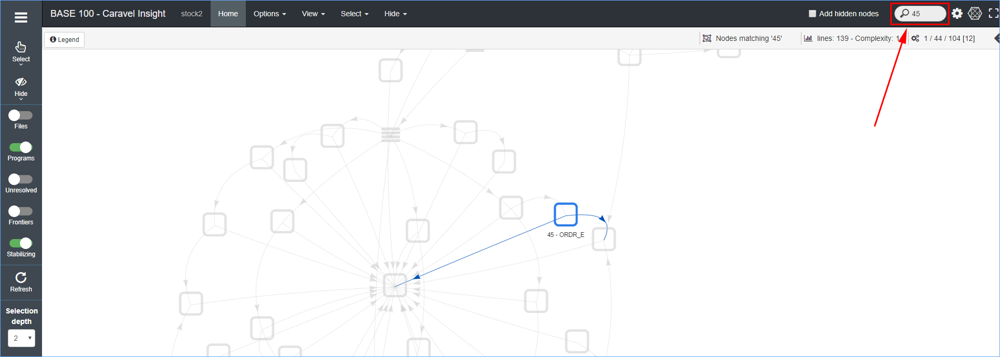 BASE 100 - Caravel Insight
stock2
Home
Options
View
Select
Hide
Add hidden nodes
45
Legend
Nodes matching '45'
lines: 139 - Complexity: 1
1 / 44 / 104 [12]
Select
Hide
Files
Programs
Unresolved
Frontiers
Stabilizing
Refresh
Selection
depth
2
45 - ORDR_E